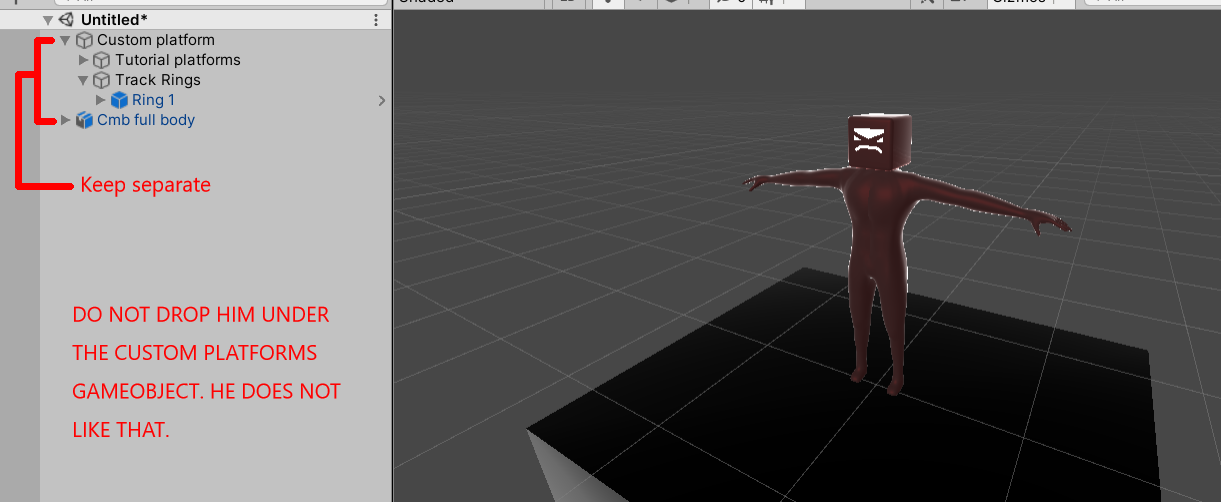 Untitled*
Custom platform
Tutorial platforms
Track Rings
Ring 1
Cmb full body
Keep separate
DO NOT DROP HIM UNDER
THE CUSTOM PLATFORMS
GAMEOBJECT. HE DOES NOT
LIKE THAT.